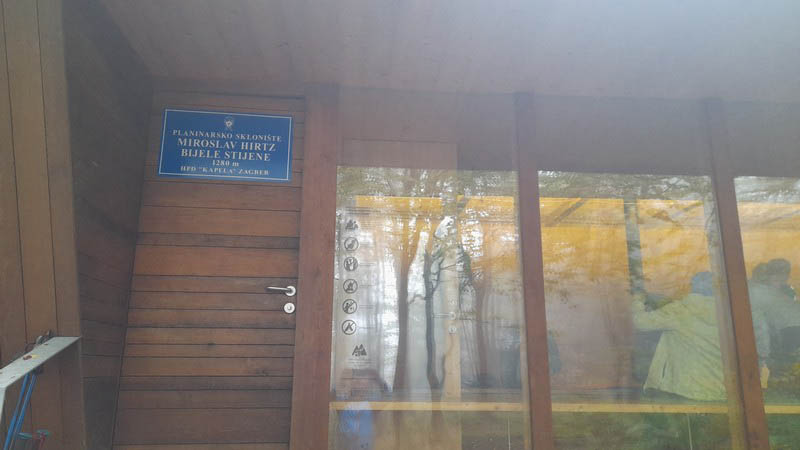 PLANINARSKO SKLONIŠTE
MIROSLAV HIRTZ
BIJELE STIJENE
1280 m
HPD "KAPELA" ZAGREB